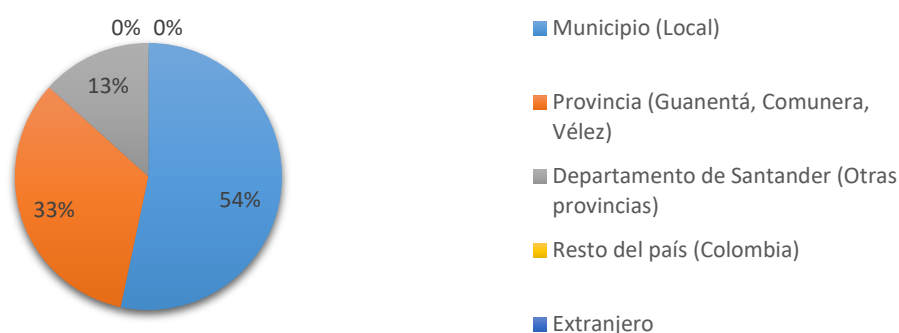 0% 0%
13%
33%
54%
Municipio (Local)
Provincia (Guanentá, Comunera,
Vélez)
Departamento de Santander (Otras
provincias)
Resto del país (Colombia)
Extranjero